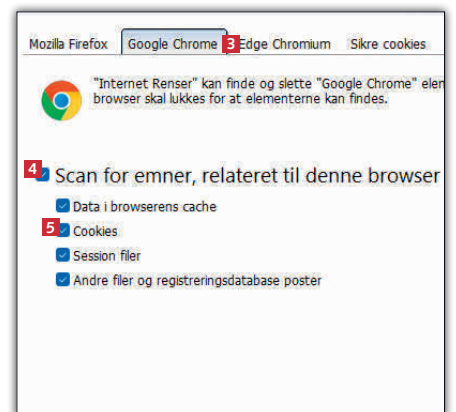 Mozilla Firefox Google Chrome 3 Edge Chromium Sikre cookies
"Internet Renser" kan finde og slette "Google Chrome" elem
browser skal lukkes for at elementerne kan findes.
4 Scan for emner, relateret til denne browser
Data i browserens cache
5 Cookies
Session filer
Andre filer og registreringsdatabase poster